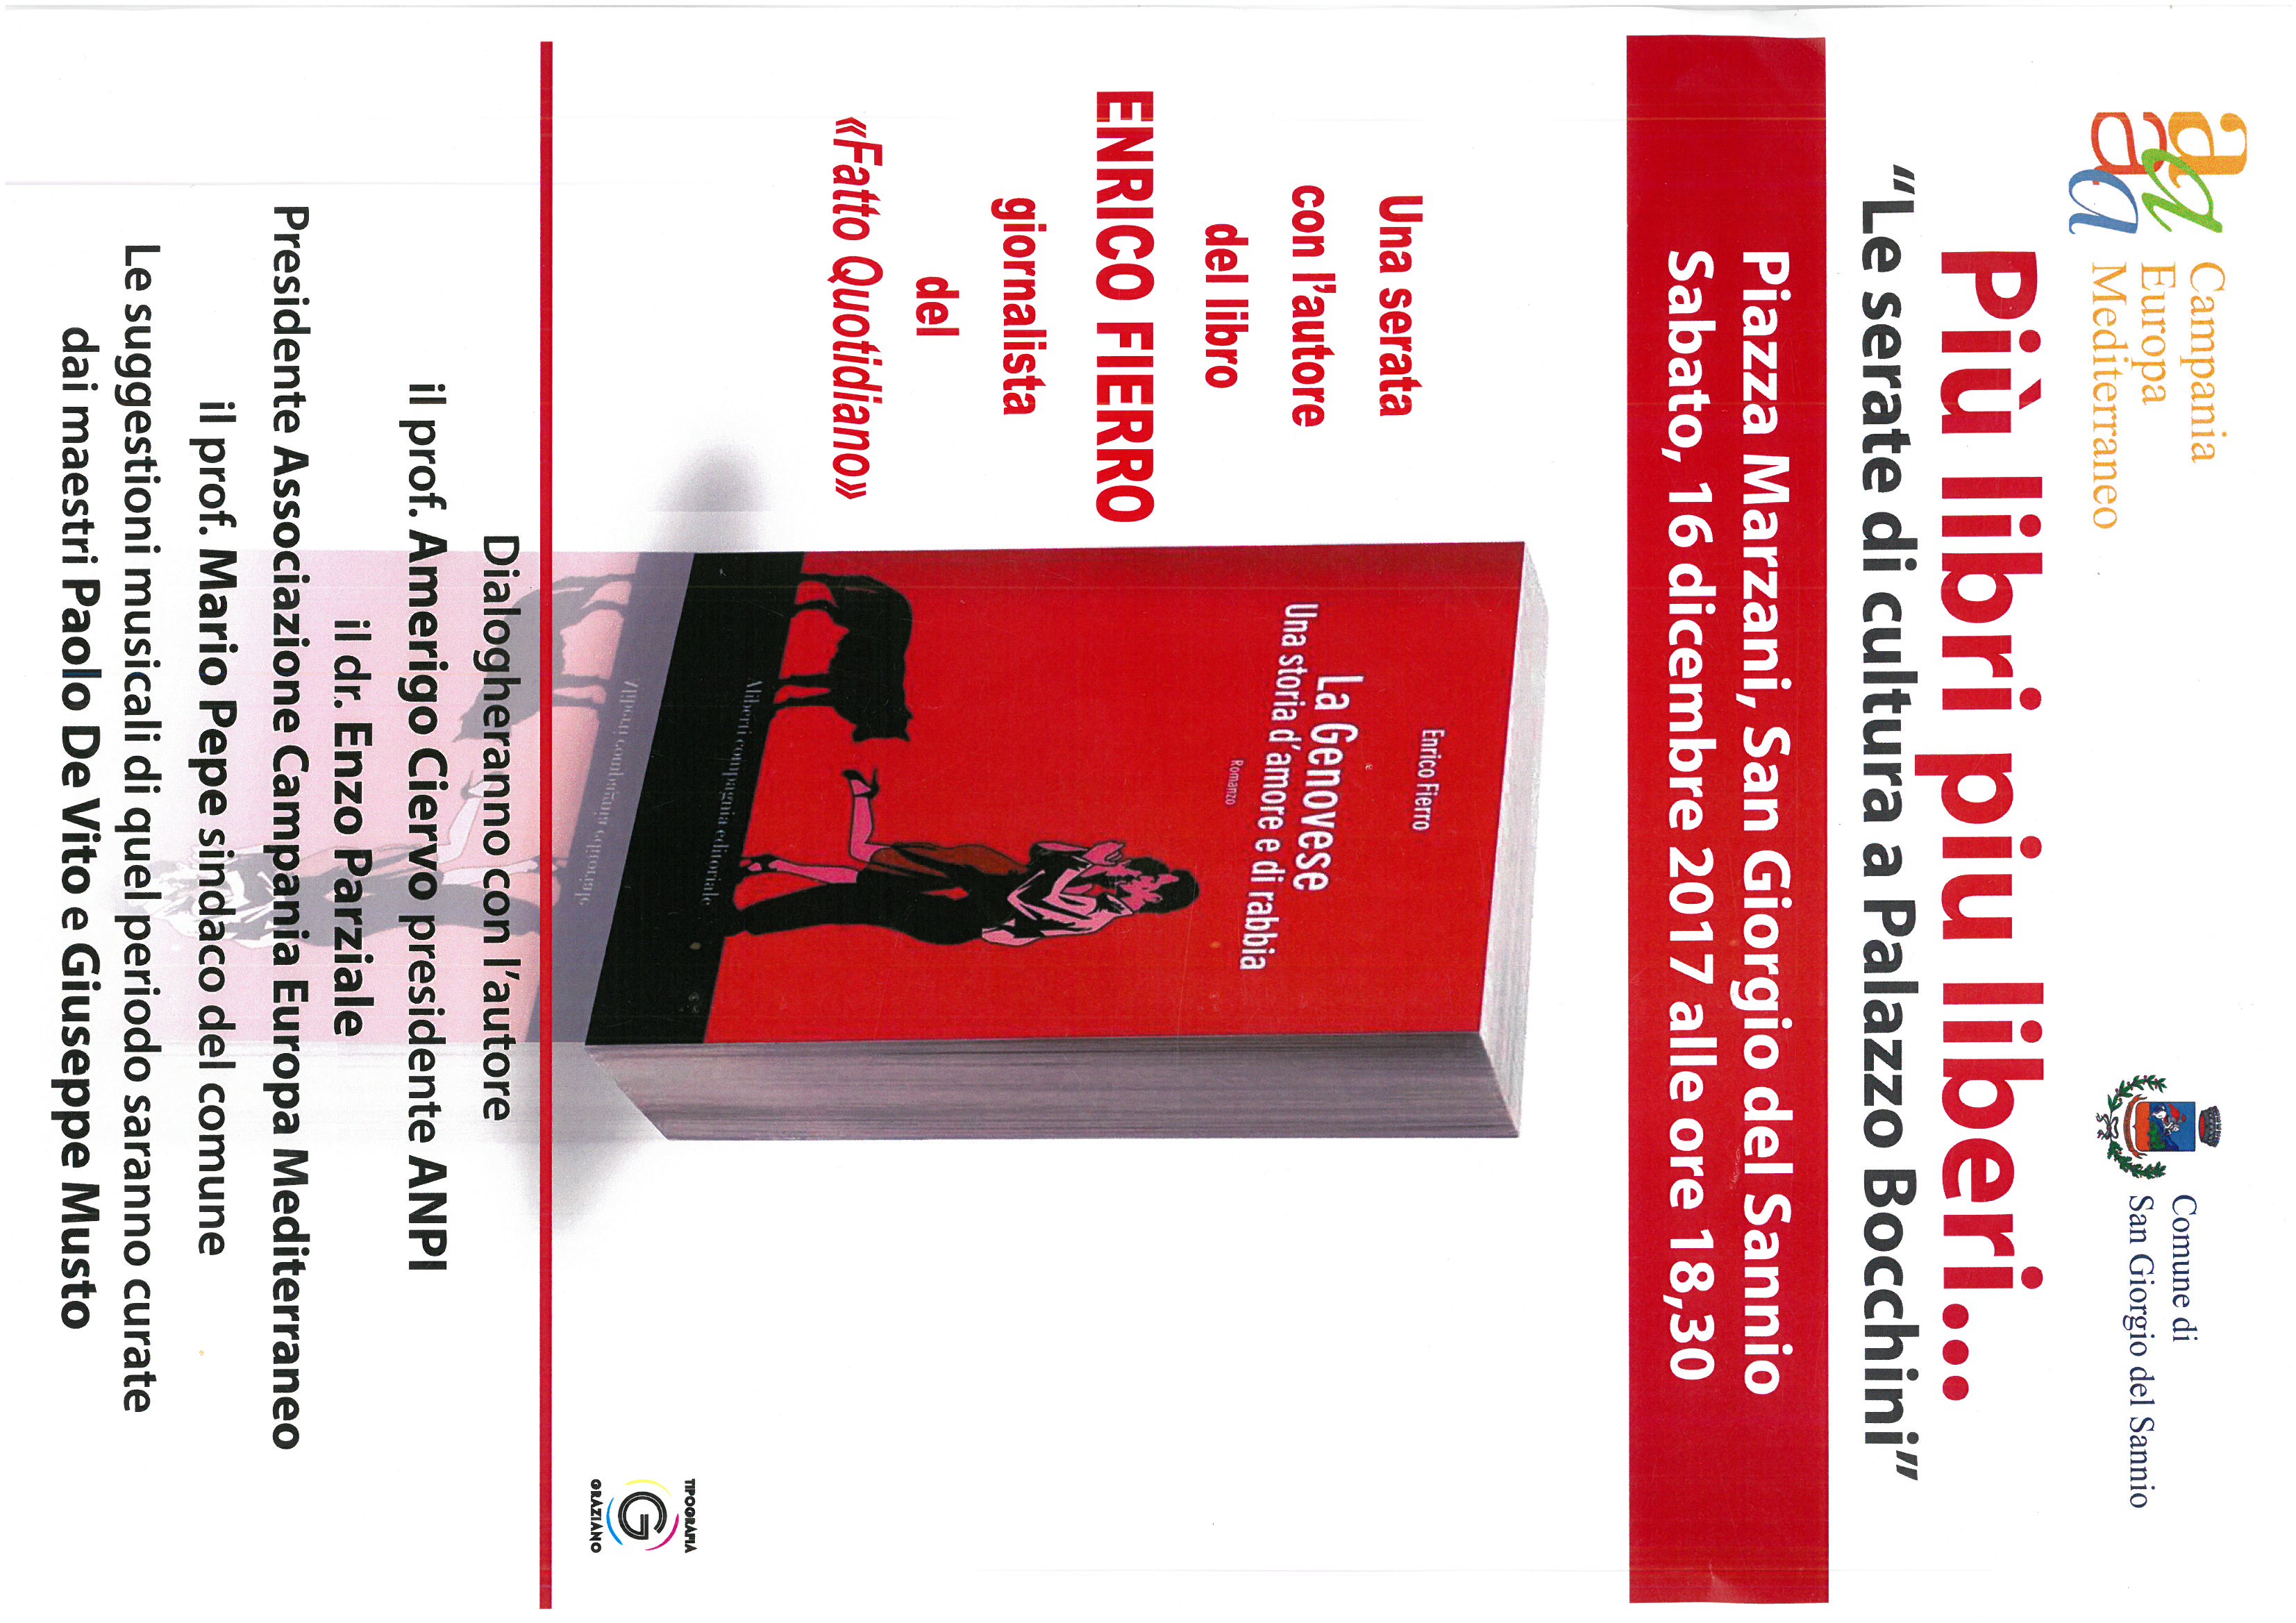 Campania
Europa
Mediterraneo
Comune di
San Giorgio del Sannio
Più libri piu liberi...
“Le serate di cultura a Palazzo Bocchini”
Piazza Marzani, San Giorgio del Sannio
Sabato, 16 dicembre 2017 alle ore 18,30
Una serata
con l’autore
del libro
ENRICO FIERRO
giornalista
del
«Fatto Quotidiano»
Enrico Fierro
La Genovese
Una storia d’amore e di rabbia
Romanzo
Aliberti compagnia editoriale
TIPOGRAFIA
G
GRAZIANO
Dialogheranno con l’autore
il prof. Amerigo Ciervo presidente ANPI
il dr. Enzo Parziale
Presidente Associazione Campania Europa Mediterraneo
il prof. Mario Pepe sindaco del comune
Le suggestioni musicali di quel periodo saranno curate
dai maestri Paolo De Vito e Giuseppe Musto